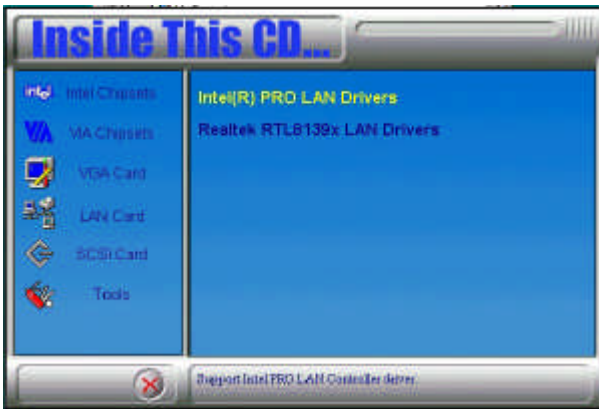 Inside This CD...
intel Intel Chipsets
VIA VIA Chipsets
VGA Card
LAN Card
SCSI Card
Tools
Intel(R) PRO LAN Drivers
Realtek RTL8139x LAN Drivers
Support Intel PRO LAN Controller driver.